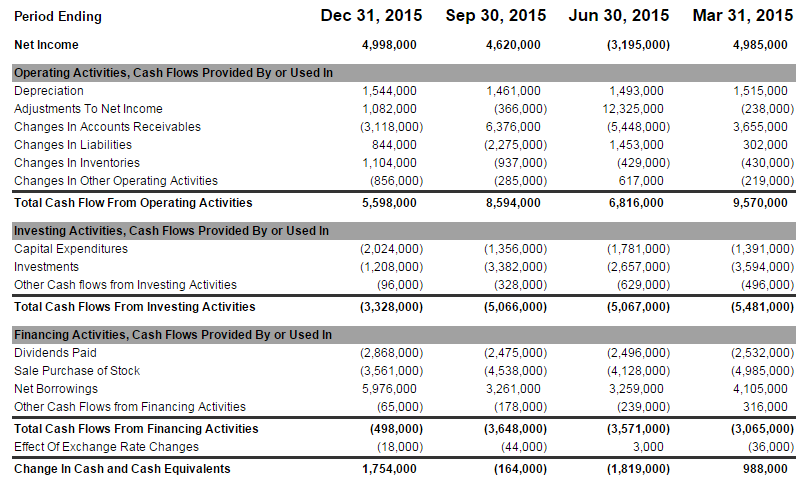 Period Ending Dec 31, 2015 Sep 30, 2015 Jun 30, 2015 Mar 31, 2015
Net Income 4,998,000 4,620,000 (3,195,000) 4,985,000
Operating Activities, Cash Flows Provided By or Used In
Depreciation 1,544,000 1,461,000 1,493,000 1,515,000
Adjustments To Net Income 1,082,000 (366,000) 12,325,000 (238,000)
Changes In Accounts Receivables (3,118,000) 6,376,000 (5,448,000) 3,655,000
Changes In Liabilities 844,000 (2,275,000) 1,453,000 302,000
Changes In Inventories 1,104,000 (937,000) (429,000) (430,000)
Changes In Other Operating Activities (856,000) (285,000) 617,000 (219,000)
Total Cash Flow From Operating Activities 5,598,000 8,594,000 6,816,000 9,570,000
Investing Activities, Cash Flows Provided By or Used In
Capital Expenditures (2,024,000) (1,356,000) (1,781,000) (1,391,000)
Investments (1,208,000) (3,382,000) (2,657,000) (3,594,000)
Other Cash flows from Investing Activities (96,000) (328,000) (629,000) (496,000)
Total Cash Flows From Investing Activities (3,328,000) (5,066,000) (5,067,000) (5,481,000)
Financing Activities, Cash Flows Provided By or Used In
Dividends Paid (2,868,000) (2,475,000) (2,496,000) (2,532,000)
Sale Purchase of Stock (3,561,000) (4,538,000) (4,128,000) (4,985,000)
Net Borrowings 5,976,000 3,261,000 3,259,000 4,105,000
Other Cash Flows from Financing Activities (65,000) (178,000) (239,000) 316,000
Total Cash Flows From Financing Activities (498,000) (3,648,000) (3,571,000) (3,065,000)
Effect Of Exchange Rate Changes (18,000) (44,000) 3,000 (36,000)
Change In Cash and Cash Equivalents 1,754,000 (164,000) (1,819,000) 988,000